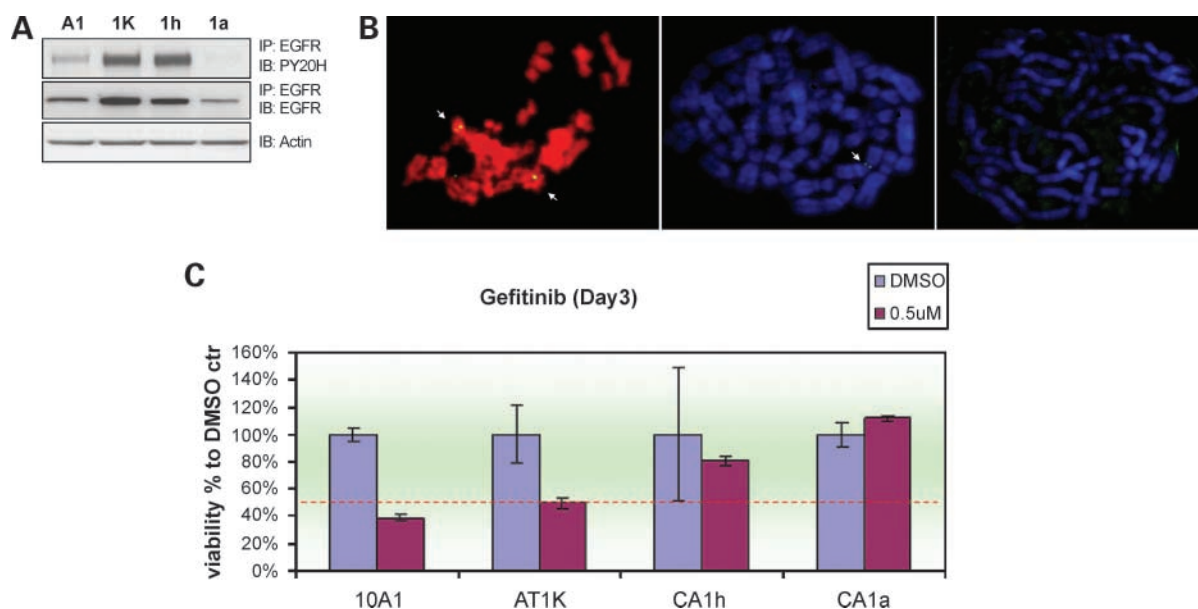 A
A1 1K 1h 1a
IP: EGFR
IB: PY20H
IP: EGFR
IB: EGFR
IB: Actin
B
C
Gefitinib (Day3)
DMSO
0.5uM
viability % to DMSO ctr
160%
140%
120%
100%
80%
60%
40%
20%
0%
10A1 AT1K CA1h CA1a